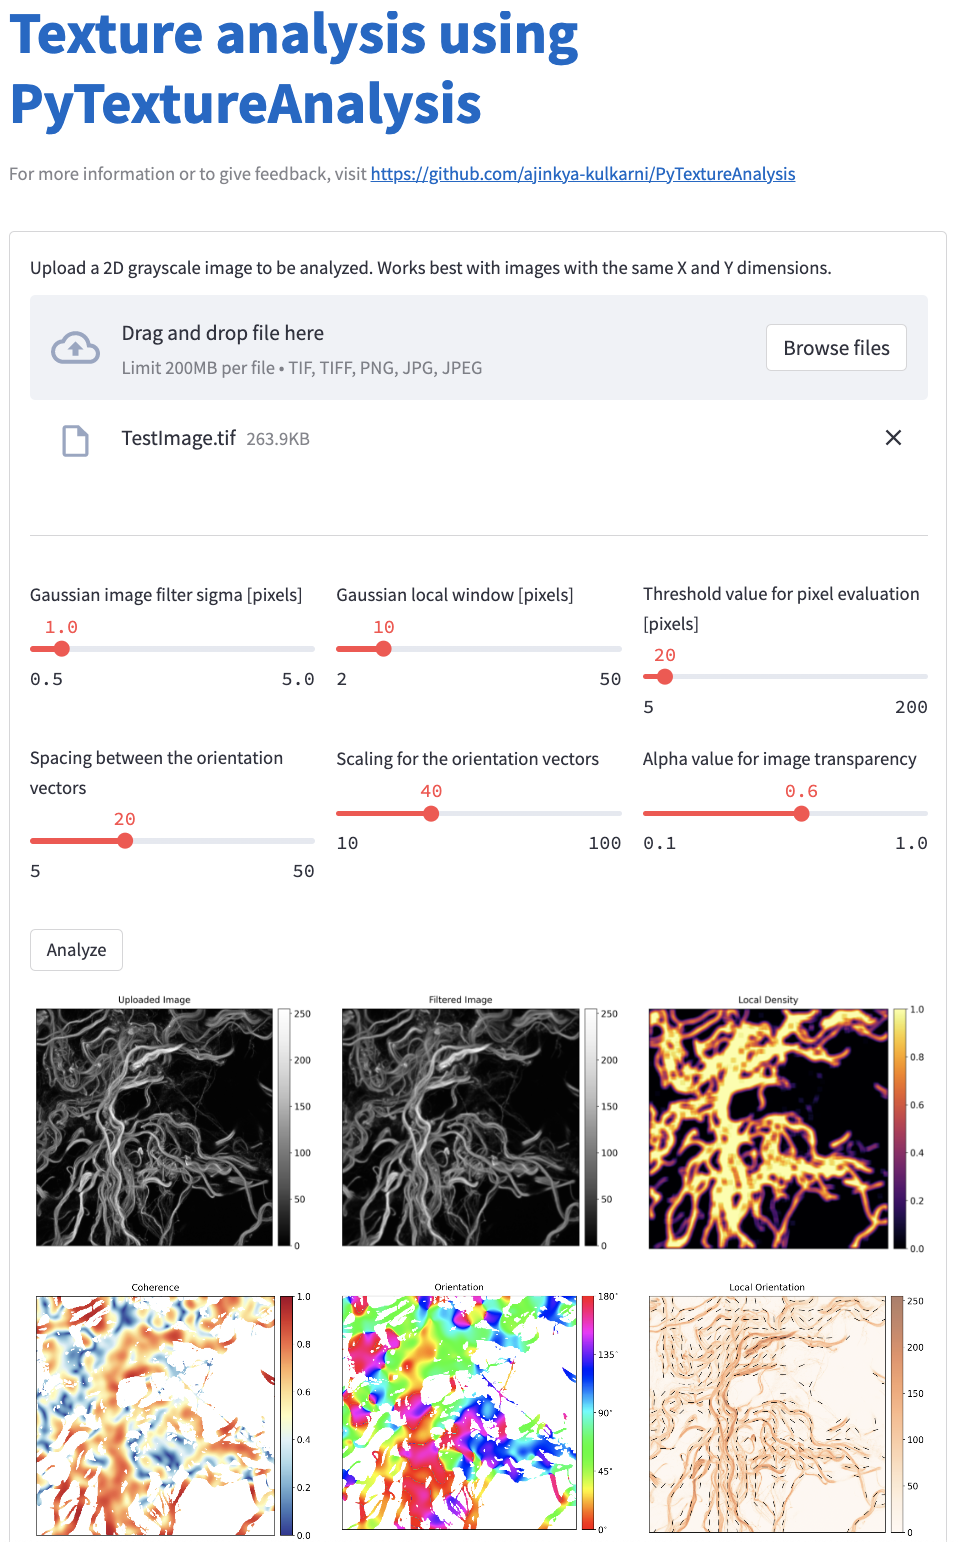 Texture analysis using
PyTextureAnalysis
For more information or to give feedback, visit https://github.com/ajinkya-kulkarni/PyTextureAnalysis
Upload a 2D grayscale image to be analyzed. Works best with images with the same X and Y dimensions.
Drag and drop file here
Limit 200MB per file • TIF, TIFF, PNG, JPG, JPEG
Browse files
TestImage.tif 263.9KB
Gaussian image filter sigma [pixels]
1.0
0.5 5.0
Gaussian local window [pixels]
10
2 50
Threshold value for pixel evaluation
[pixels]
20
5 200
Spacing between the orientation
vectors
20
5 50
Scaling for the orientation vectors
40
10 100
Alpha value for image transparency
0.6
0.1 1.0
Analyze
Uploaded Image
250
200
150
100
50
0
Filtered Image
250
200
150
100
50
0
Local Density
1.0
0.8
0.6
0.4
0.2
0.0
Coherence
1.0
0.8
0.6
0.4
0.2
0.0
Orientation
180°
135°
90°
45°
0°
Local Orientation
250
200
150
100
50
0